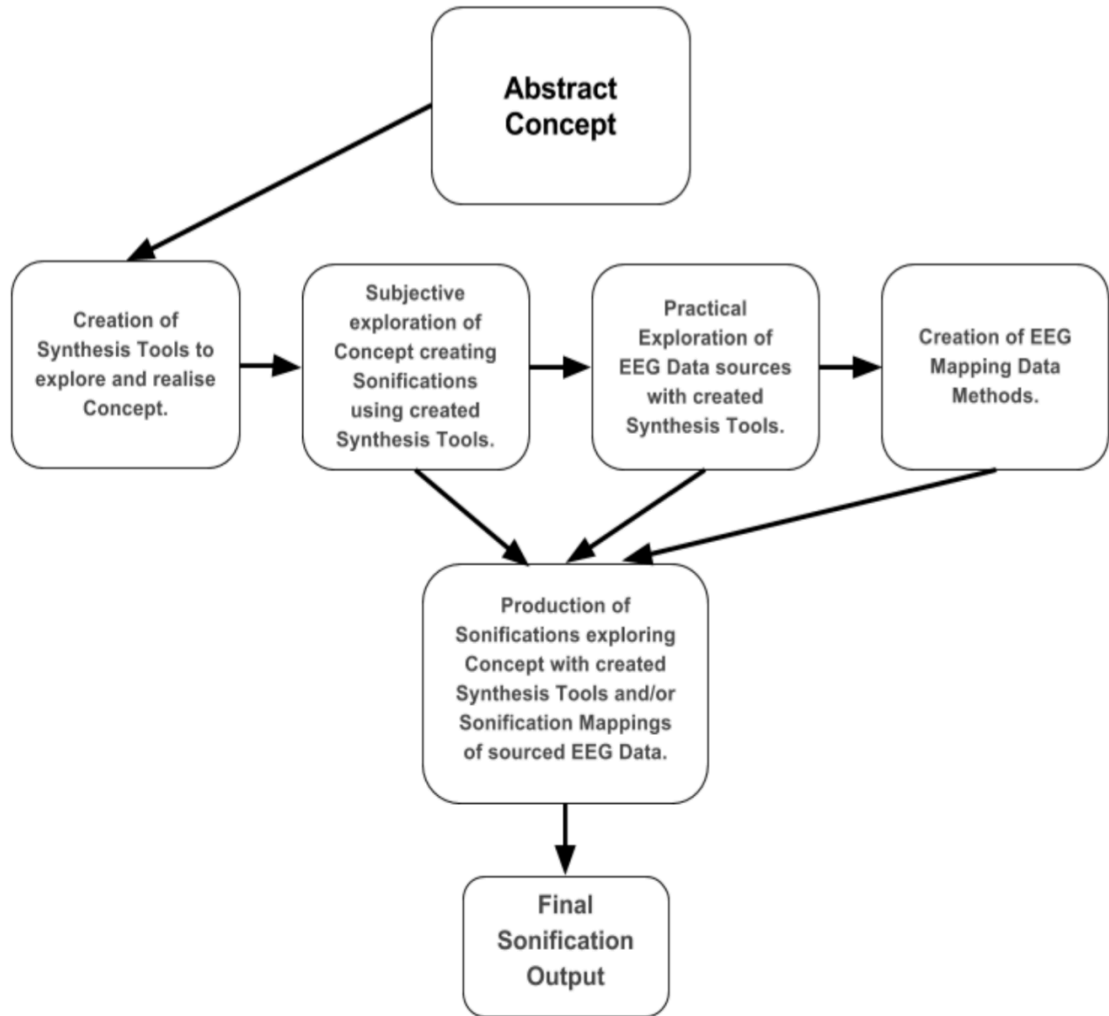 Abstract
Concept
Creation of
Synthesis Tools to
explore and realise
Concept.
Subjective
exploration of
Concept creating
Sonifications
using created
Synthesis Tools.
Practical
Exploration of
EEG Data sources
with created
Synthesis Tools.
Creation of EEG
Mapping Data
Methods.
Production of
Sonifications exploring
Concept with created
Synthesis Tools and/or
Sonification Mappings
of sourced EEG Data.
Final
Sonification
Output